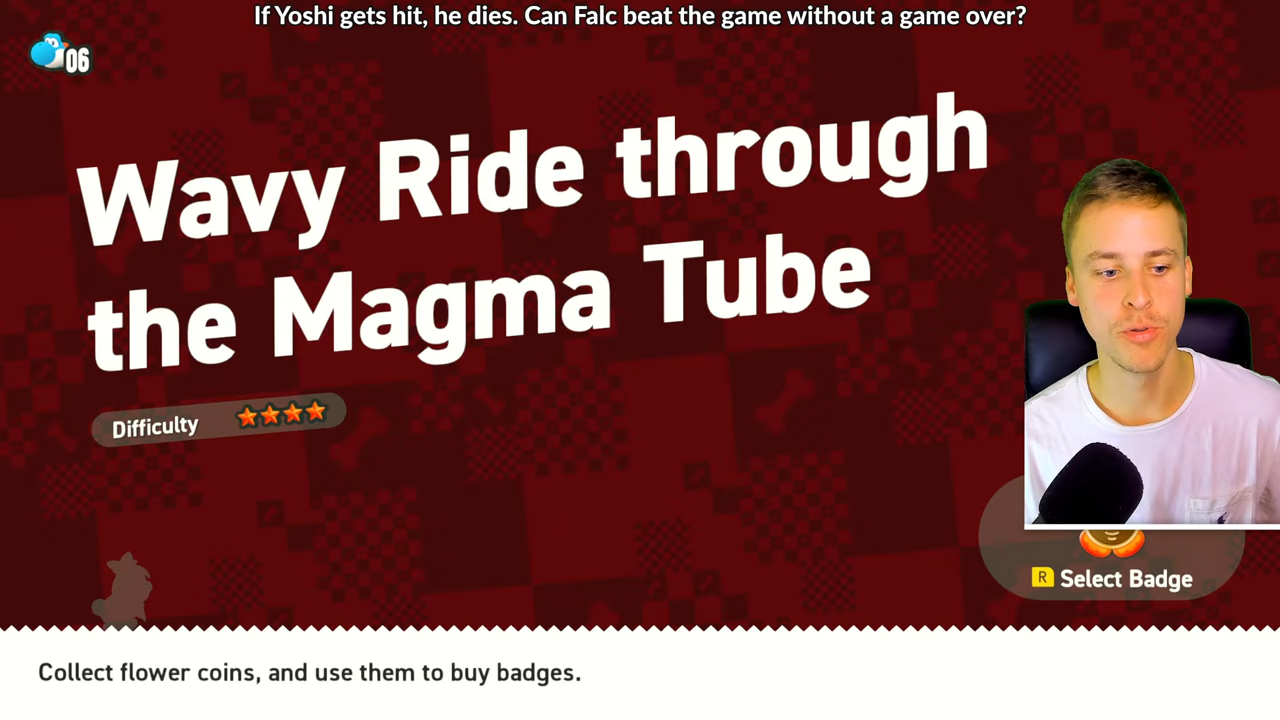 If Yoshi gets hit, he dies. Can Falc beat the game without a game over?
06
Wavy Ride through
the Magma Tube
Difficulty
R Select Badge
Collect flower coins, and use them to buy badges.